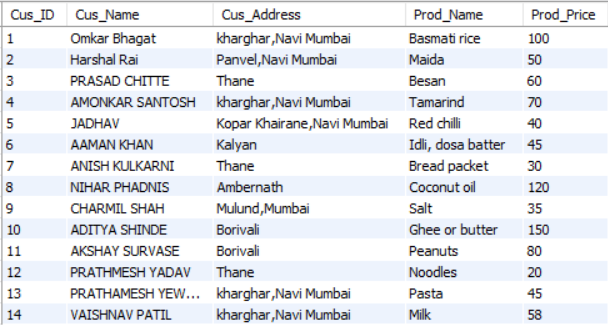 Cus_ID Cus_Name Cus_Address Prod_Name Prod_Price
1 Omkar Bhagat kharghar,Navi Mumbai Basmati rice 100
2 Harshal Rai Panvel,Navi Mumbai Maida 50
3 PRASAD CHITTE Thane Besan 60
4 AMONKAR SANTOSH kharghar,Navi Mumbai Tamarind 70
5 JADHAV Kopar Khairane,Navi Mumbai Red chilli 40
6 AAMAN KHAN Kalyan Idli, dosa batter 45
7 ANISH KULKARNI Thane Bread packet 30
8 NIHAR PHADNIS Ambernath Coconut oil 120
9 CHARMIL SHAH Mulund,Mumbai Salt 35
10 ADITYA SHINDE Borivali Ghee or butter 150
11 AKSHAY SURVASE Borivali Peanuts 80
12 PRATHMESH YADAV Thane Noodles 20
13 PRATHAMESH YEW... kharghar,Navi Mumbai Pasta 45
14 VAISHNAV PATIL kharghar,Navi Mumbai Milk 58